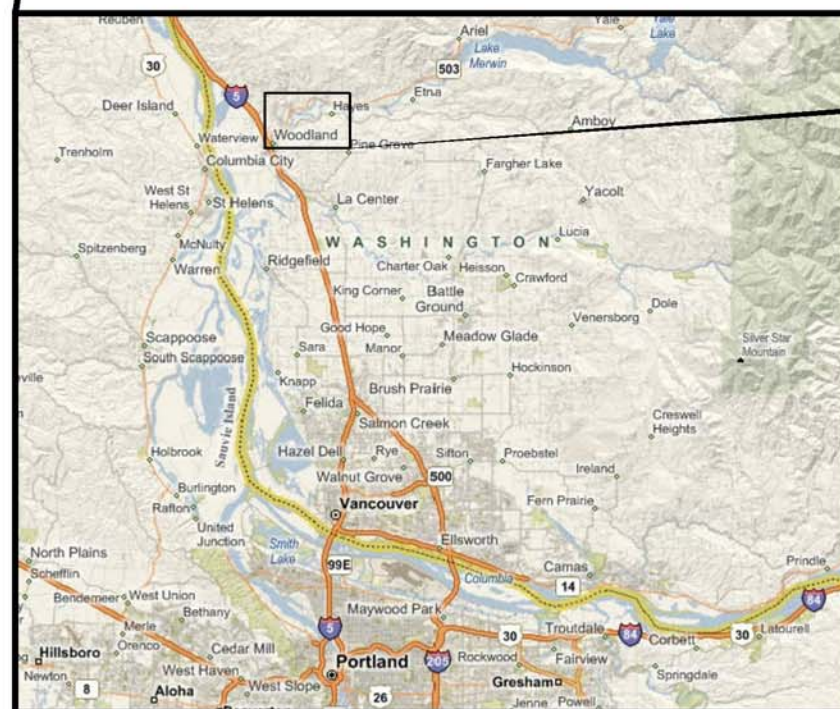 Reuben
Ariel
Yale
Yale
Lake
Lake
Merwin
30
503
5
Etna
Hayes
Deer Island
Amboy
Waterview
Woodland
Pine Grove
Trenholm
Columbia City
Fargher Lake
Yacolt
West St
Helens
St Helens
La Center
WASHINGTON
Lucia
McNulty
Spitzenberg
Warren
Ridgefield
Charter Oak
Heisson
Crawford
King Corner
Battle
Ground
Dole
Venersborg
Good Hope
Scappoose
Sara
Manor
Meadow Glade
Silver Star
Mountain
South Scappoose
Hockinson
ville
Knapp
Brush Prairie
Felida
Salmon Creek
Creswell
Heights
Sauvie Island
Holbrook
Hazel Dell
Rye
Sifton
Proebstel
Ireland
Walnut Grove
500
Burlington
Rafton
Vancouver
Fern Prairie
United
Junction
Smith
Lake
Ellsworth
North Plains
99E
Camas
Prindle
Schefflin
Columbia
14
Bendemeer
West Union
84
Bethany
Maywood Park
Merle
5
30
Troutdale
84
Corbett
30
Latourell
Orenco
Cedar Mill
Hillsboro
Portland
205
Rockwood
Fairview
West Haven
Springdale
Newton
8
Aloha
West Slope
26
Gresham
Jenne
Powell